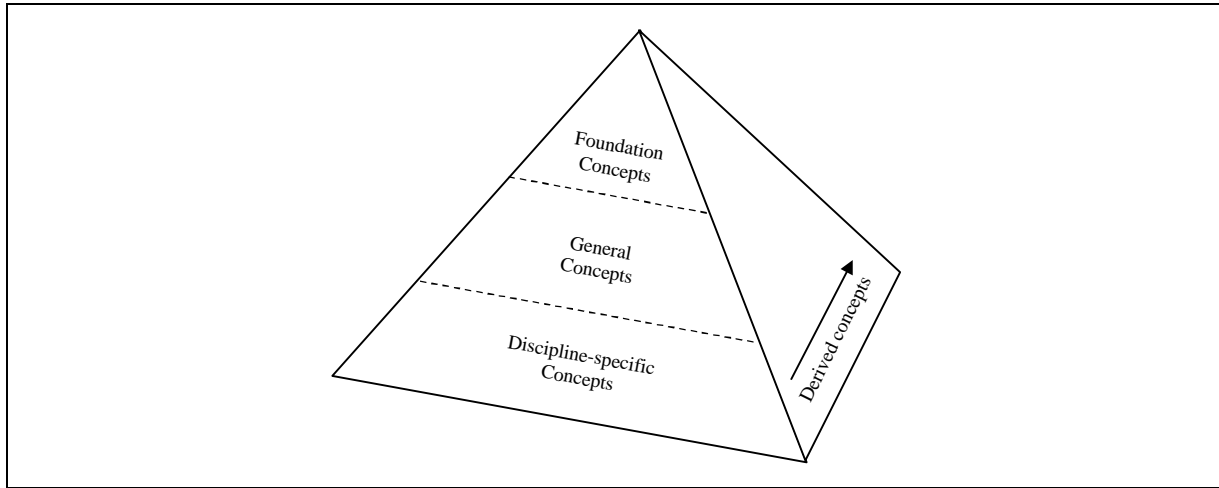 Foundation
Concepts
General
Concepts
Discipline-specific
Concepts
Derived concepts